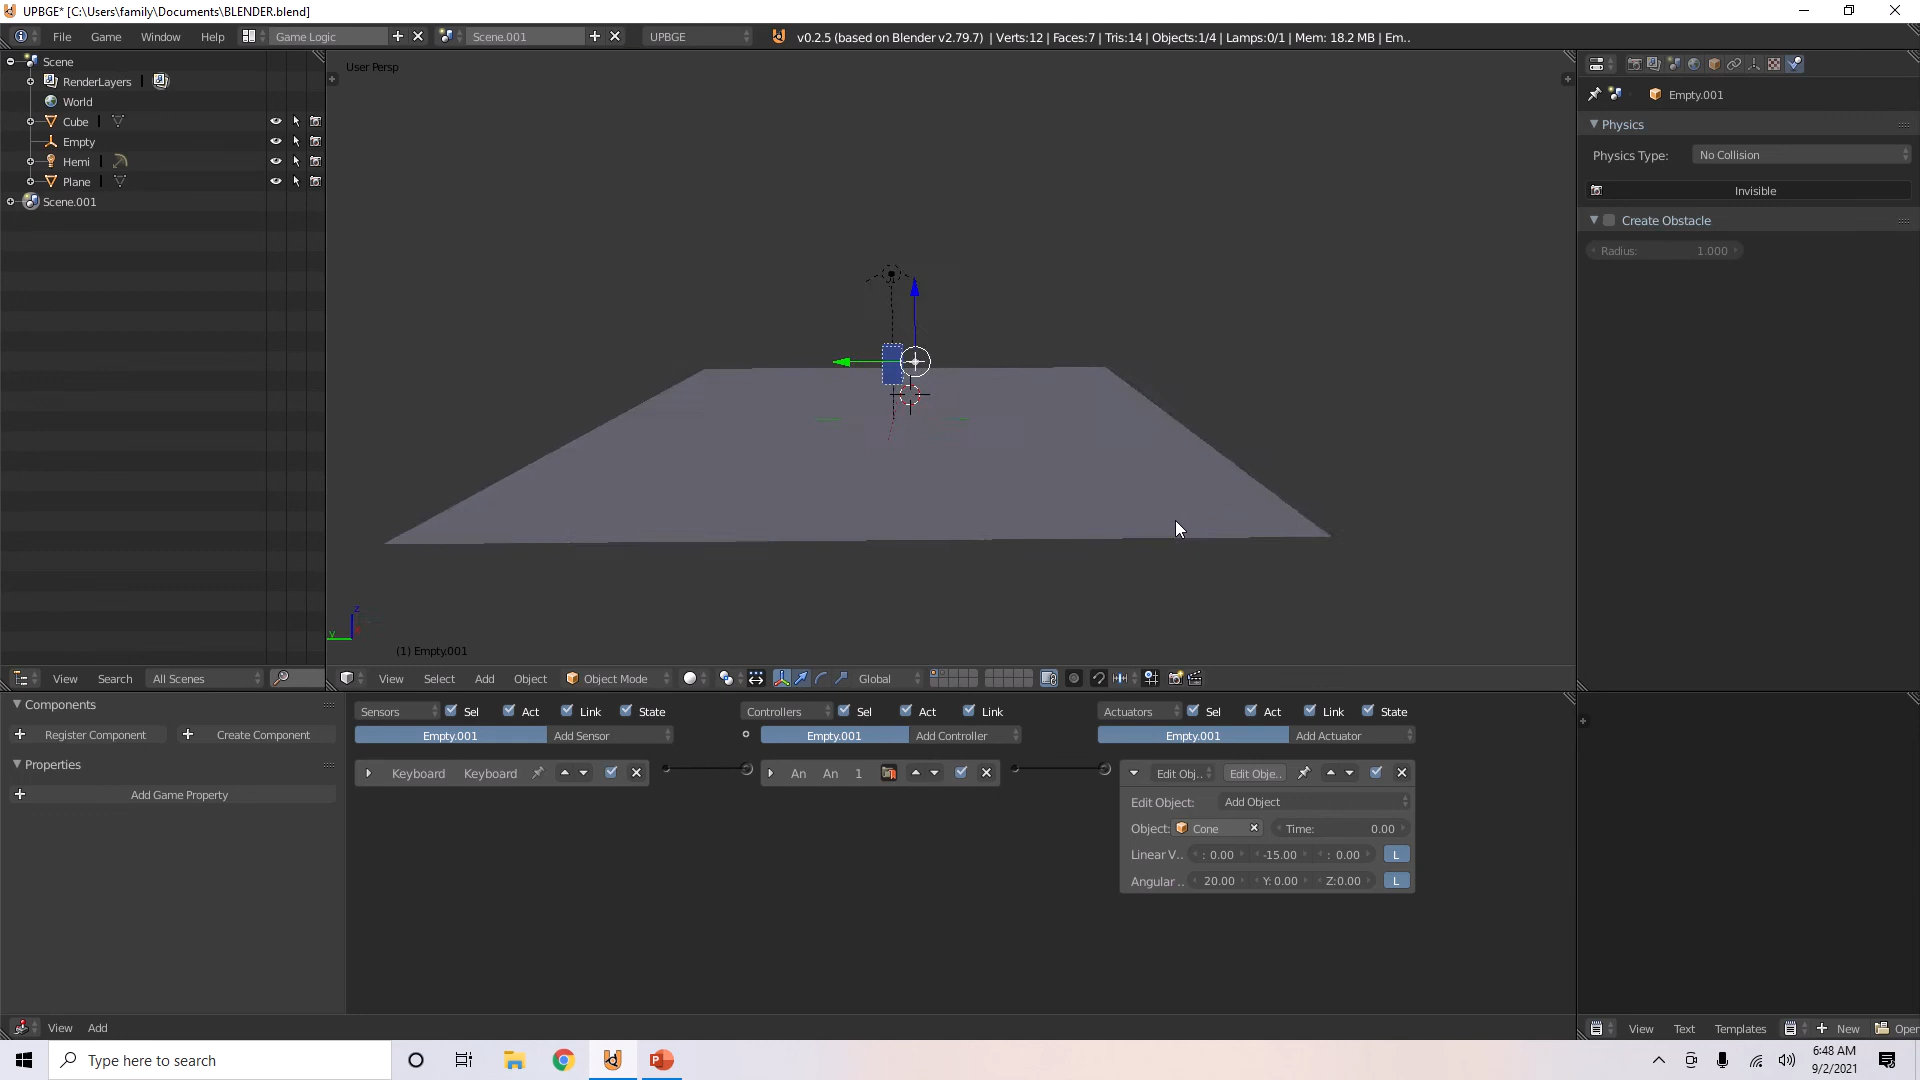 UPBGE* [C:\Users\family\Documents\BLENDER.blend]
File Game Window Help Game Logic Scene.001 UPBGE v0.2.5 (based on Blender v2.79.7) | Verts:12 | Faces:7 | Tris:14 | Objects:1/4 | Lamps:0/1 | Mem: 18.2 MB | Em..
Scene
RenderLayers
World
Cube
Empty
Hemi
Plane
Scene.001
View Search All Scenes
User Persp
z
y
(1) Empty.001
View Select Add Object Object Mode Global
Empty.001
Physics
Physics Type: No Collision
Invisible
Create Obstacle
Radius: 1.000
Components
Register Component Create Component
Properties
Add Game Property
Sensors Sel Act Link State
Empty.001 Add Sensor
Keyboard Keyboard
Controllers Sel Act Link
Empty.001 Add Controller
An An 1
Actuators Sel Act Link State
Empty.001 Add Actuator
Edit Obj.. Edit Obje..
Edit Object: Add Object
Object: Cone Time: 0.00
Linear V.. : 0.00 -15.00 : 0.00 L
Angular .. 20.00 Y: 0.00 Z:0.00 L
View Add
View Text Templates New Open
Type here to search
6:48 AM
9/2/2021